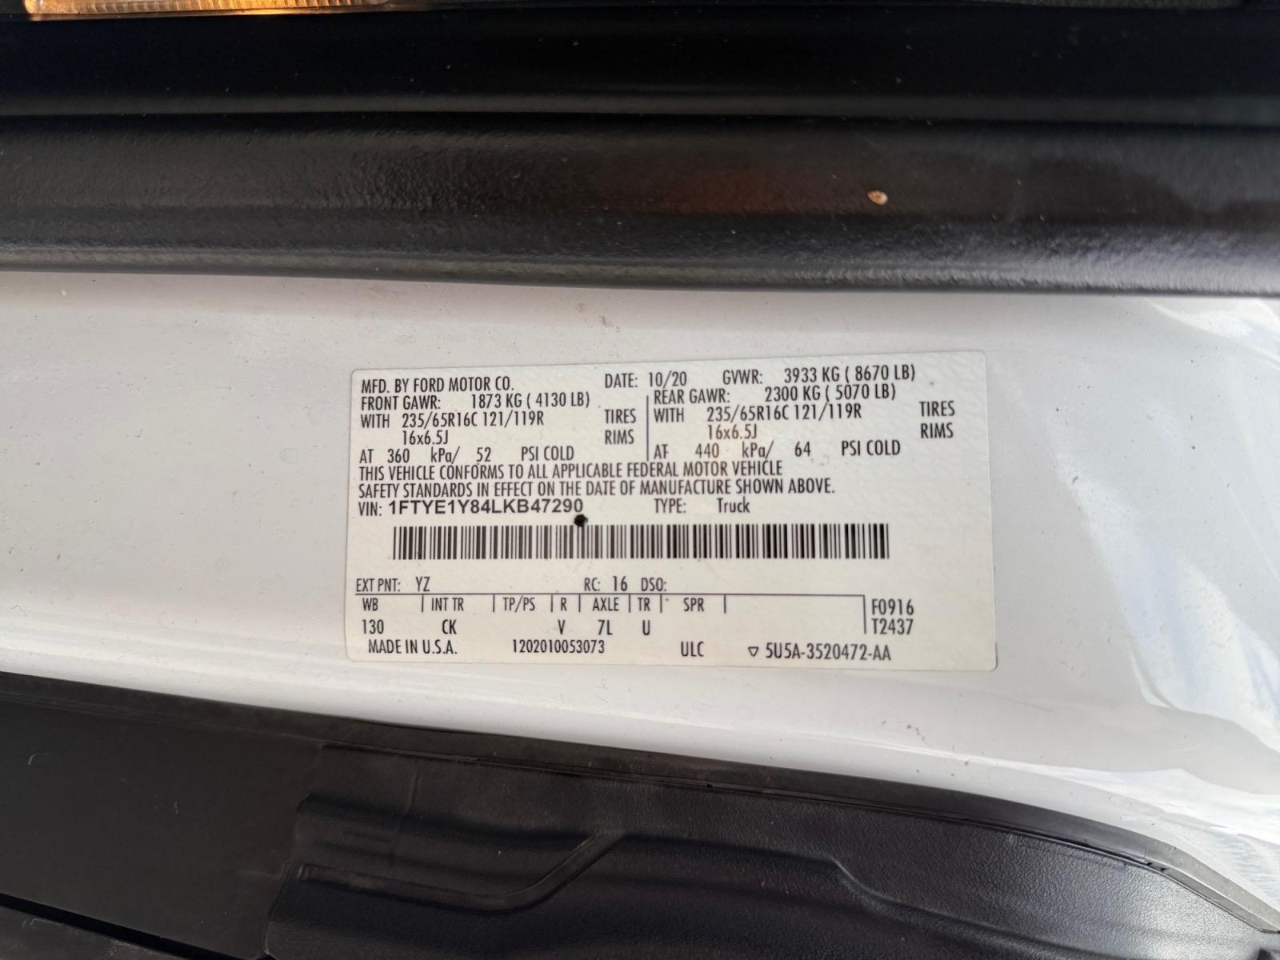 MFD. BY FORD MOTOR CO. DATE: 10/20 GVWR: 3933 KG ( 8670 LB)
FRONT GAWR: 1873 KG ( 4130 LB) REAR GAWR: 2300 KG ( 5070 LB)
WITH 235/65R16C 121/119R TIRES WITH 235/65R16C 121/119R TIRES
16x6.5J RIMS 16x6.5J RIMS
AT 360 kPa/ 52 PSI COLD AT 440 kPa/ 64 PSI COLD
THIS VEHICLE CONFORMS TO ALL APPLICABLE FEDERAL MOTOR VEHICLE
SAFETY STANDARDS IN EFFECT ON THE DATE OF MANUFACTURE SHOWN ABOVE.
VIN: 1FTYE1Y84LKB47290 TYPE: Truck
EXT PNT: YZ RC: 16 DSO:
WB INT TR TP/PS R AXLE TR SPR F0916
130 CK V 7L U T2437
MADE IN U.S.A. 1202010053073 ULC ▽ 5U5A-3520472-AA